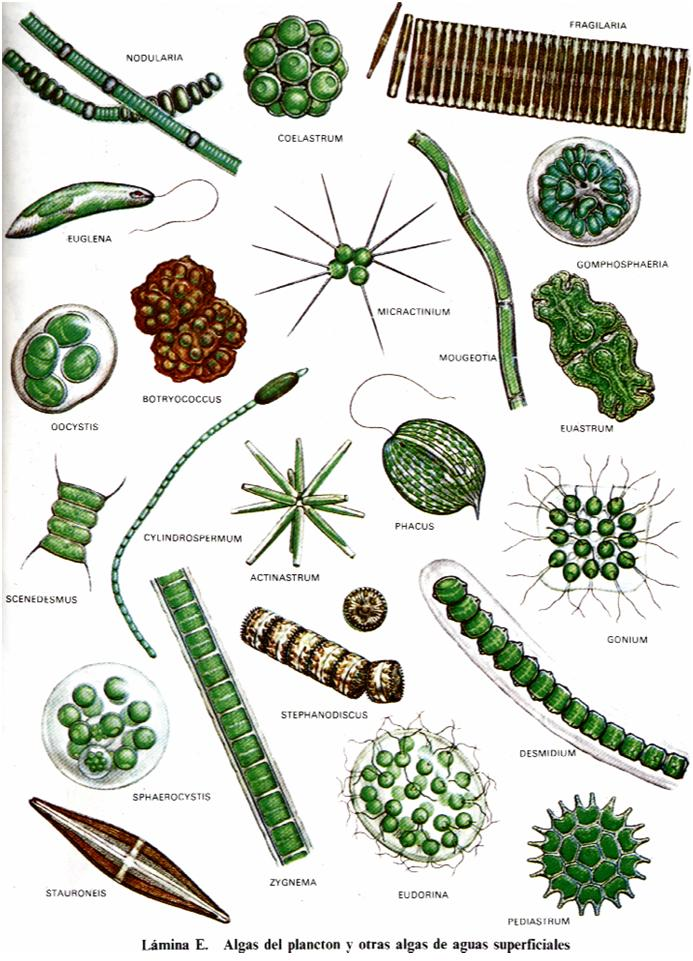 FRAGILARIA
NODULARIA
COELASTRUM
EUGLENA
GOMPHOSPHAERIA
MICRACTINIUM
MOUGEOTIA
BOTRYOCOCCUS
OOCYSTIS
EUASTRUM
PHACUS
CYLINDROSPERMUM
ACTINASTRUM
SCENEDESMUS
GONIUM
STEPHANODISCUS
DESMIDIUM
SPHAEROCYSTIS
ZYGNEMA
STAURONEIS
EUDORINA
PEDIASTRUM
Lámina E. Algas del plancton y otras algas de aguas superficiales